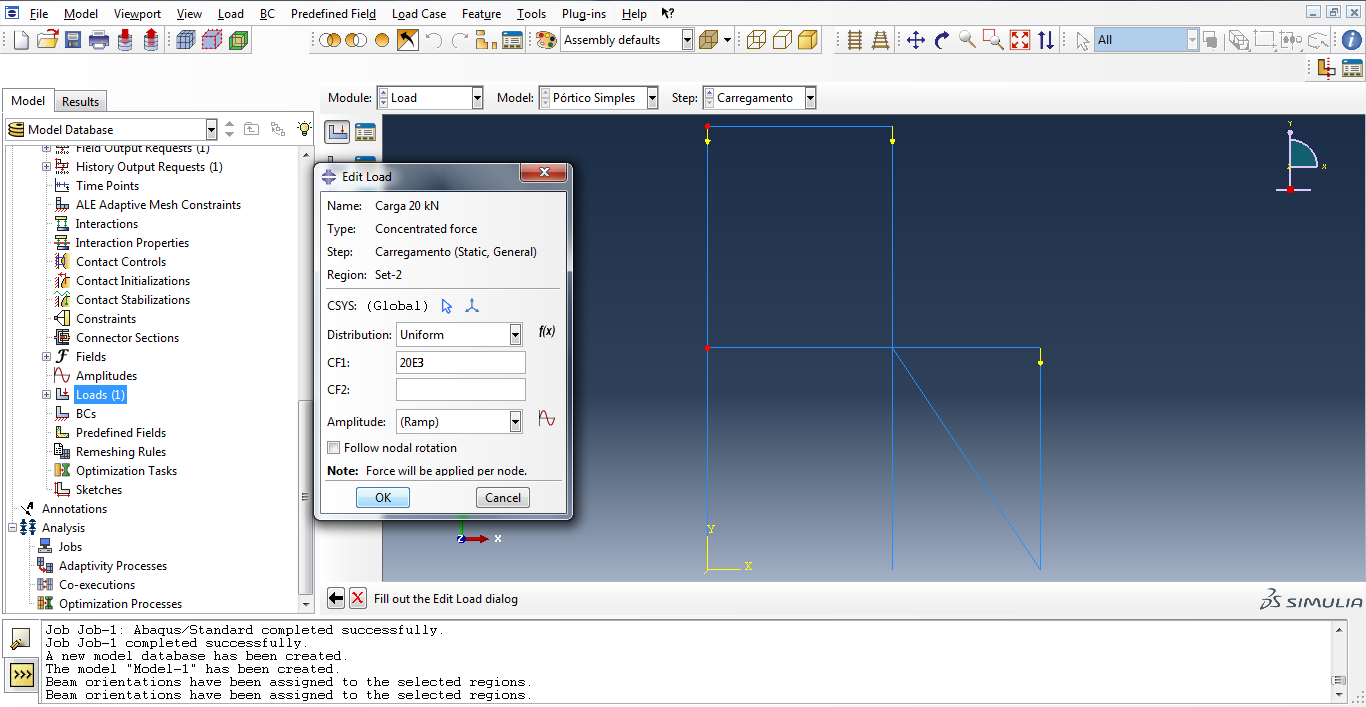 File Model Viewport View Load BC Predefined Field Load Case Feature Tools Plug-ins Help ?
Assembly defaults All i
Model Results Module: Load Model: Pórtico Simples Step: Carregamento
Model Database
Field Output Requests (1)
History Output Requests (1)
Time Points
ALE Adaptive Mesh Constraints
Interactions
Interaction Properties
Contact Controls
Contact Initializations
Contact Stabilizations
Constraints
Connector Sections
Fields
Amplitudes
Loads (1)
BCs
Predefined Fields
Remeshing Rules
Optimization Tasks
Sketches
Annotations
Analysis
Jobs
Adaptivity Processes
Co-executions
Optimization Processes
Edit Load
Name: Carga 20 kN
Type: Concentrated force
Step: Carregamento (Static, General)
Region: Set-2
CSYS: (Global)
Distribution: Uniform f(x)
CF1: 20E3
CF2:
Amplitude: (Ramp)
Follow nodal rotation
Note: Force will be applied per node.
OK Cancel
Y
X
Z
Y
X
Z X
Fill out the Edit Load dialog
SIMULIA
Job Job-1: Abaqus/Standard completed successfully.
Job Job-1 completed successfully.
A new model database has been created.
The model "Model-1" has been created.
Beam orientations have been assigned to the selected regions.
Beam orientations have been assigned to the selected regions.
>>>